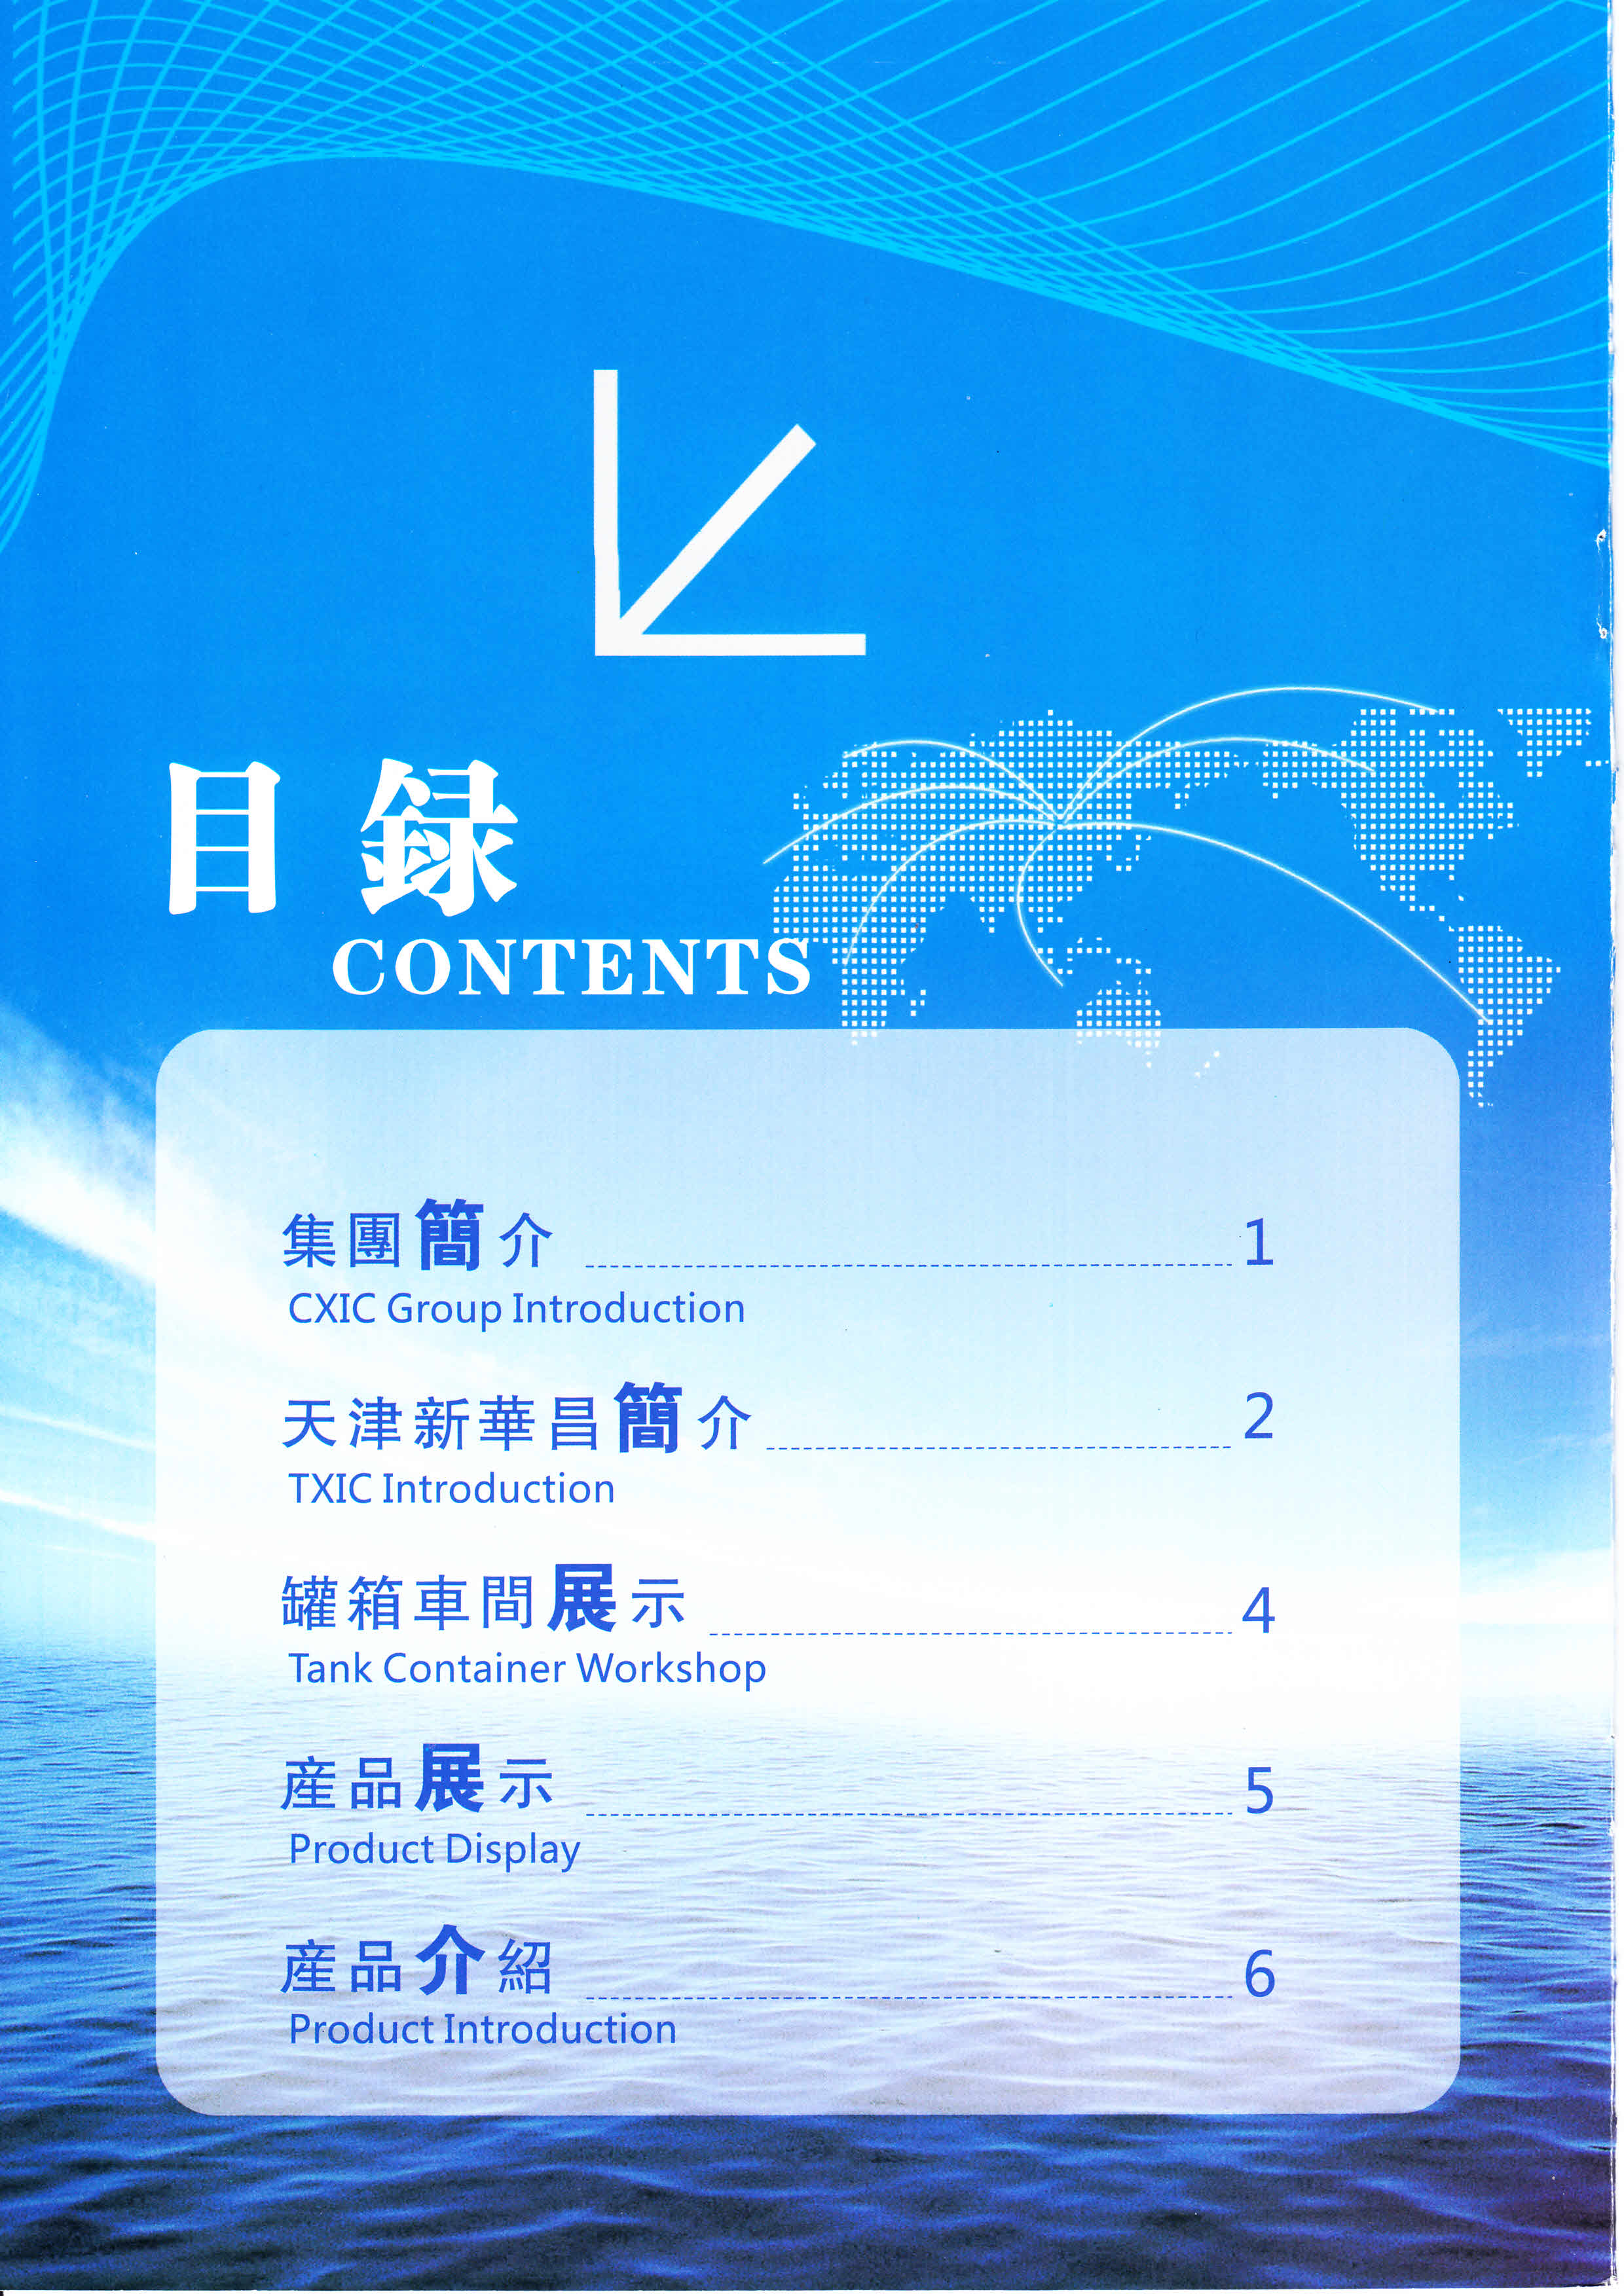 目録
CONTENTS
集團簡介 1
CXIC Group Introduction
天津新華昌簡介 2
TXIC Introduction
罐箱車間展示 4
Tank Container Workshop
産品展示 5
Product Display
産品介紹 6
Product Introduction